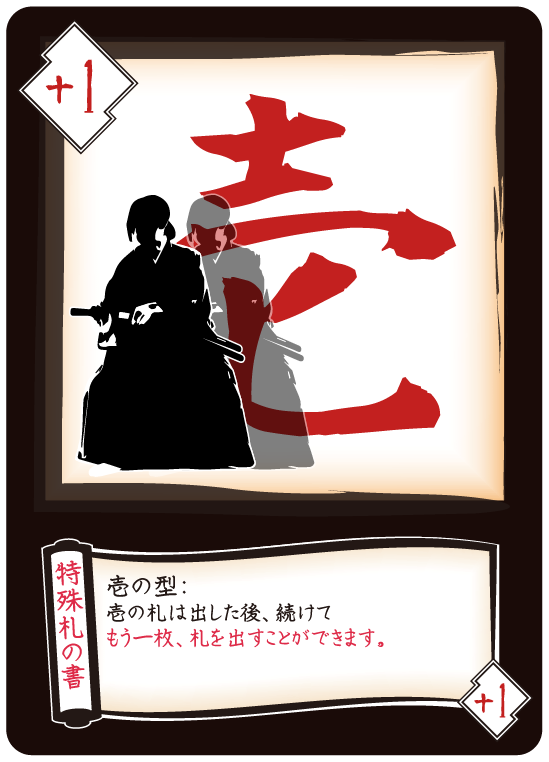 +1
壱
特殊札の書
壱の型:
壱の札は出した後、続けて
もう一枚、札を出すことができます。
+1